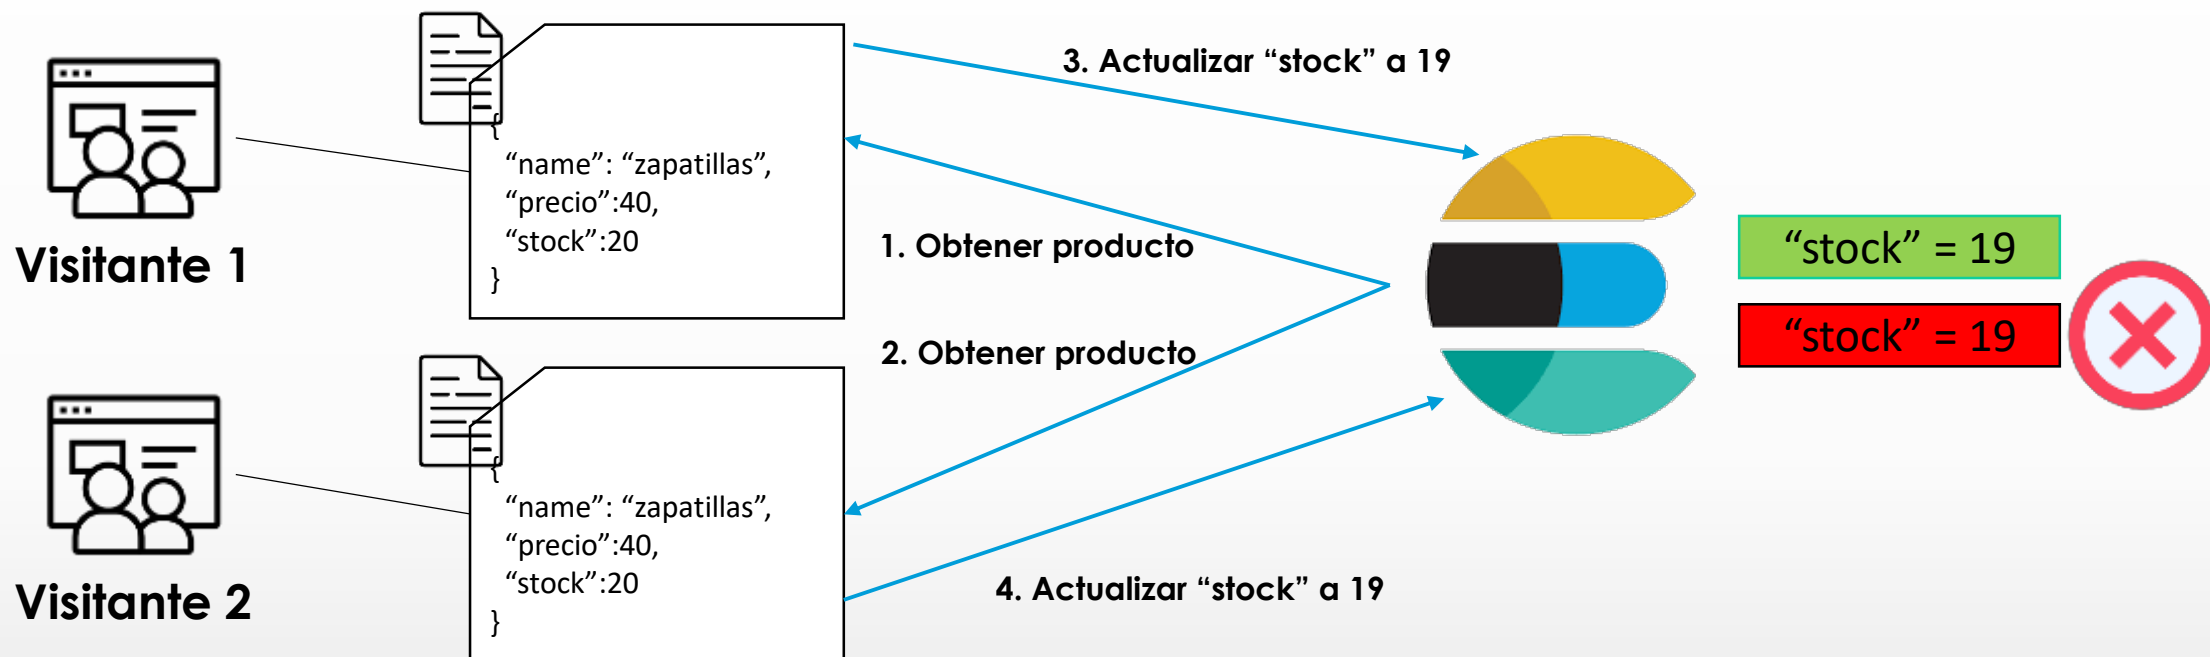 3. Actualizar “stock” a 19
{
“name”: “zapatillas”,
“precio”:40,
“stock”:20
}
Visitante 1
1. Obtener producto
“stock” = 19
“stock” = 19
2. Obtener producto
{
“name”: “zapatillas”,
“precio”:40,
“stock”:20
}
Visitante 2
4. Actualizar “stock” a 19